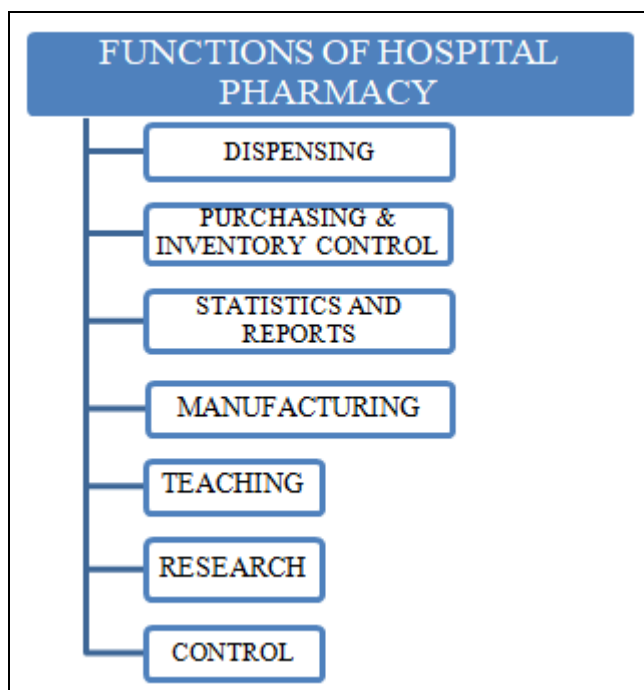 FUNCTIONS OF HOSPITAL
PHARMACY
DISPENSING
PURCHASING &
INVENTORY CONTROL
STATISTICS AND
REPORTS
MANUFACTURING
TEACHING
RESEARCH
CONTROL